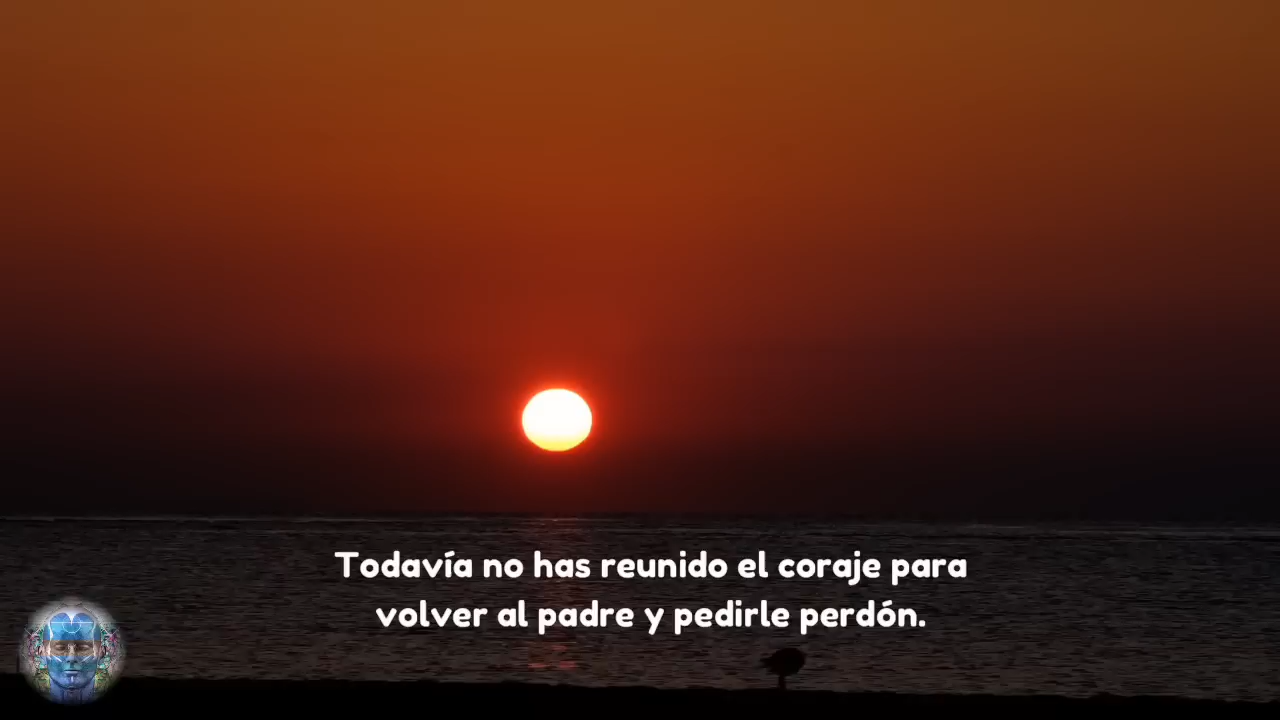 Todavía no has reunido el coraje para
volver al padre y pedirle perdón.